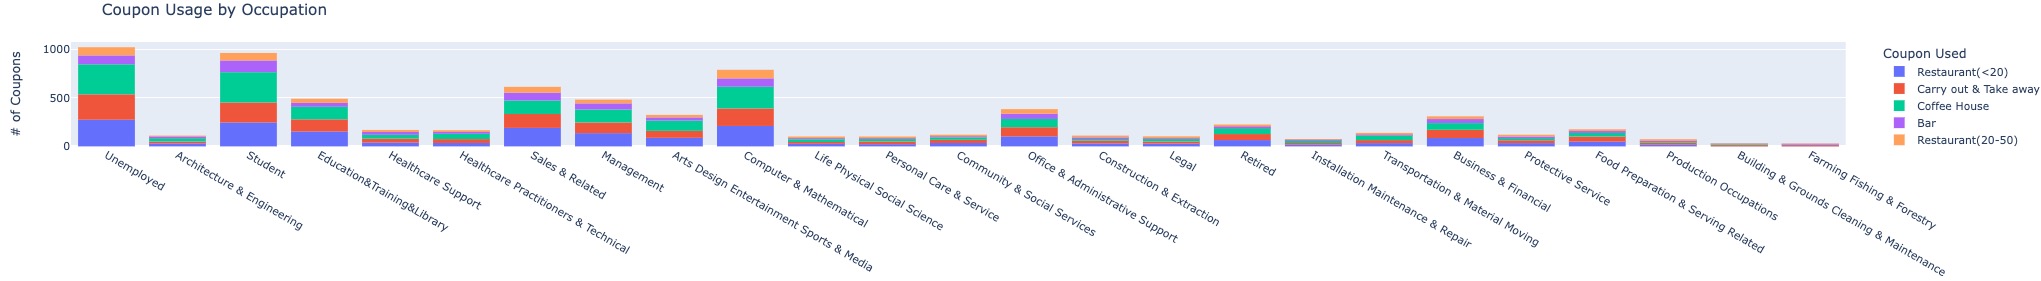 Coupon Usage by Occupation
# of Coupons
1000
500
0
Unemployed
Architecture & Engineering
Student
Education&Training&Library
Healthcare Support
Healthcare Practitioners & Technical
Sales & Related
Management
Arts Design Entertainment Sports & Media
Computer & Mathematical
Life Physical Social Science
Personal Care & Service
Community & Social Services
Office & Administrative Support
Construction & Extraction
Legal
Retired
Installation Maintenance & Repair
Transportation & Material Moving
Business & Financial
Protective Service
Food Preparation & Serving Related
Production Occupations
Building & Grounds Cleaning & Maintenance
Farming Fishing & Forestry
Coupon Used
Restaurant(<20)
Carry out & Take away
Coffee House
Bar
Restaurant(20-50)